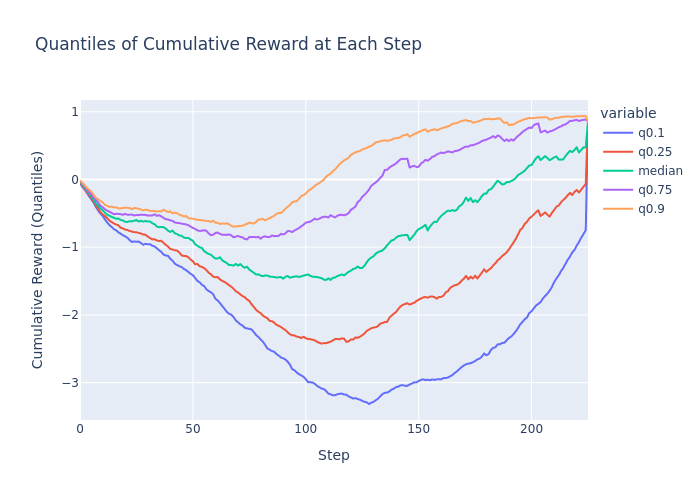 Quantiles of Cumulative Reward at Each Step
variable
q0.1
q0.25
median
q0.75
q0.9
Cumulative Reward (Quantiles)
1
0
−1
−2
−3
0
50
100
150
200
Step